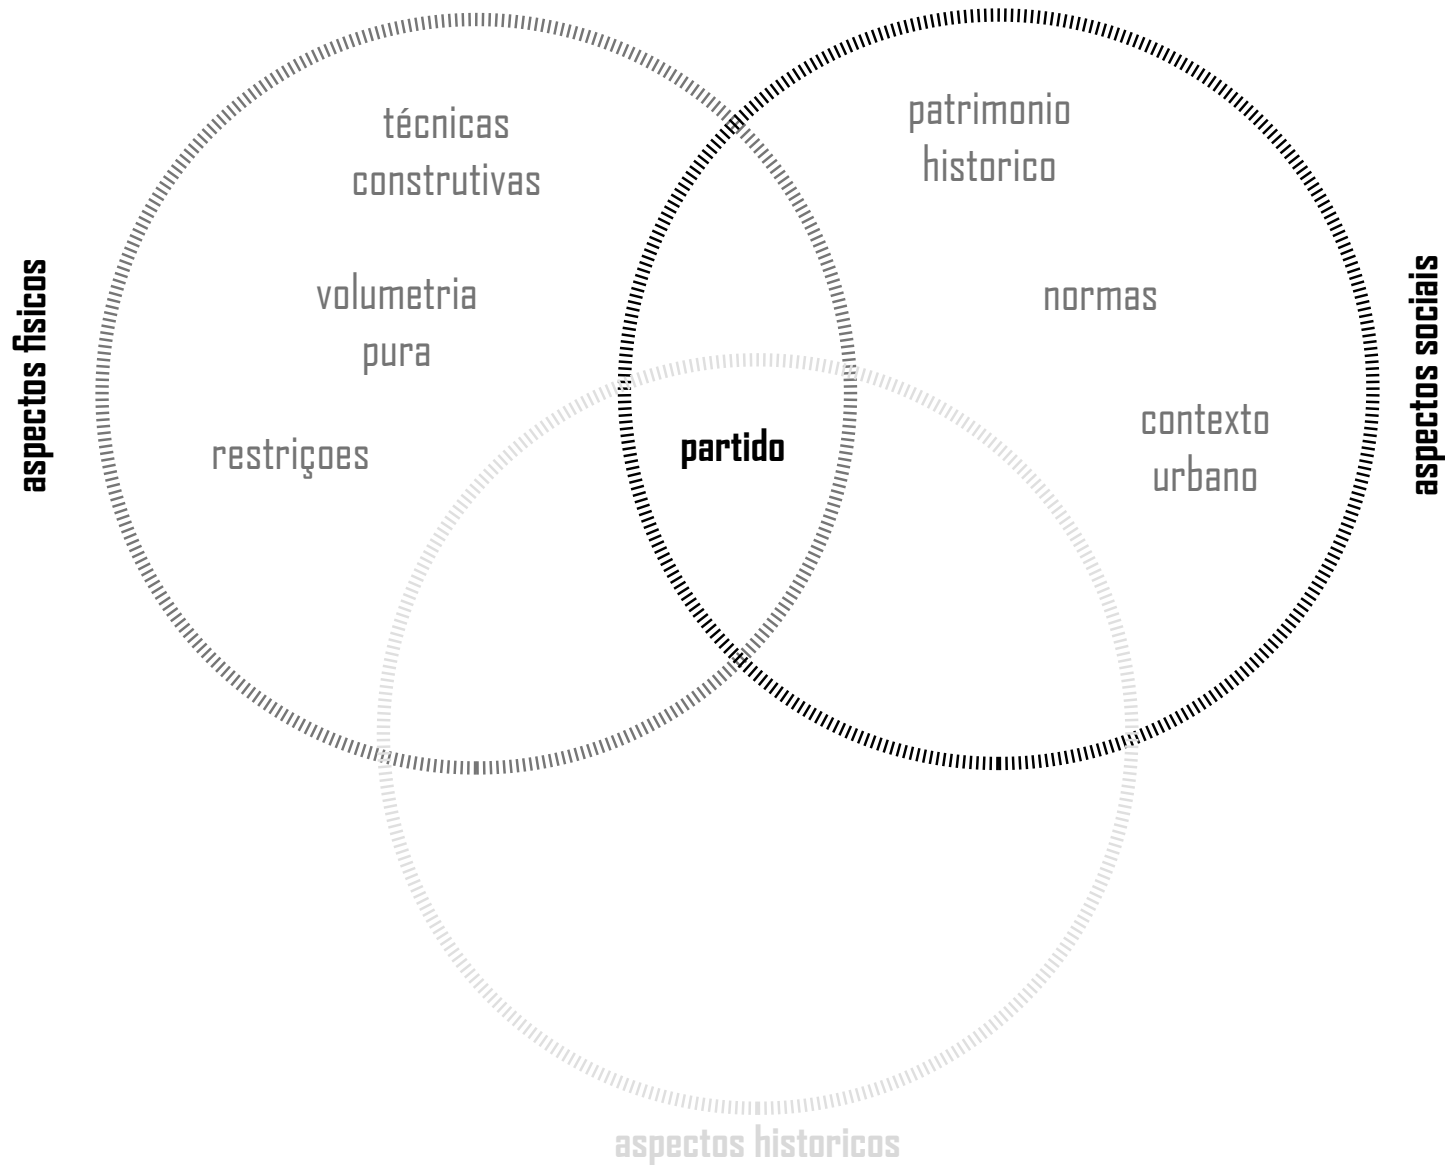 técnicas
construtivas
patrimonio
historico
volumetria
pura
normas
aspectos fisicos
aspectos sociais
restriçoes
partido
contexto
urbano
aspectos historicos